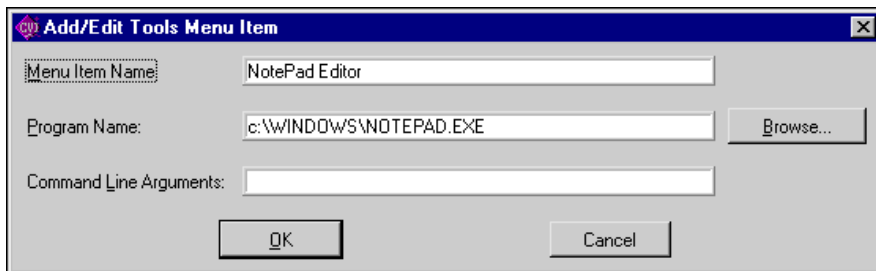 cvi Add/Edit Tools Menu Item
Menu Item Name NotePad Editor
Program Name: c:\WINDOWS\NOTEPAD.EXE Browse...
Command Line Arguments:
OK Cancel